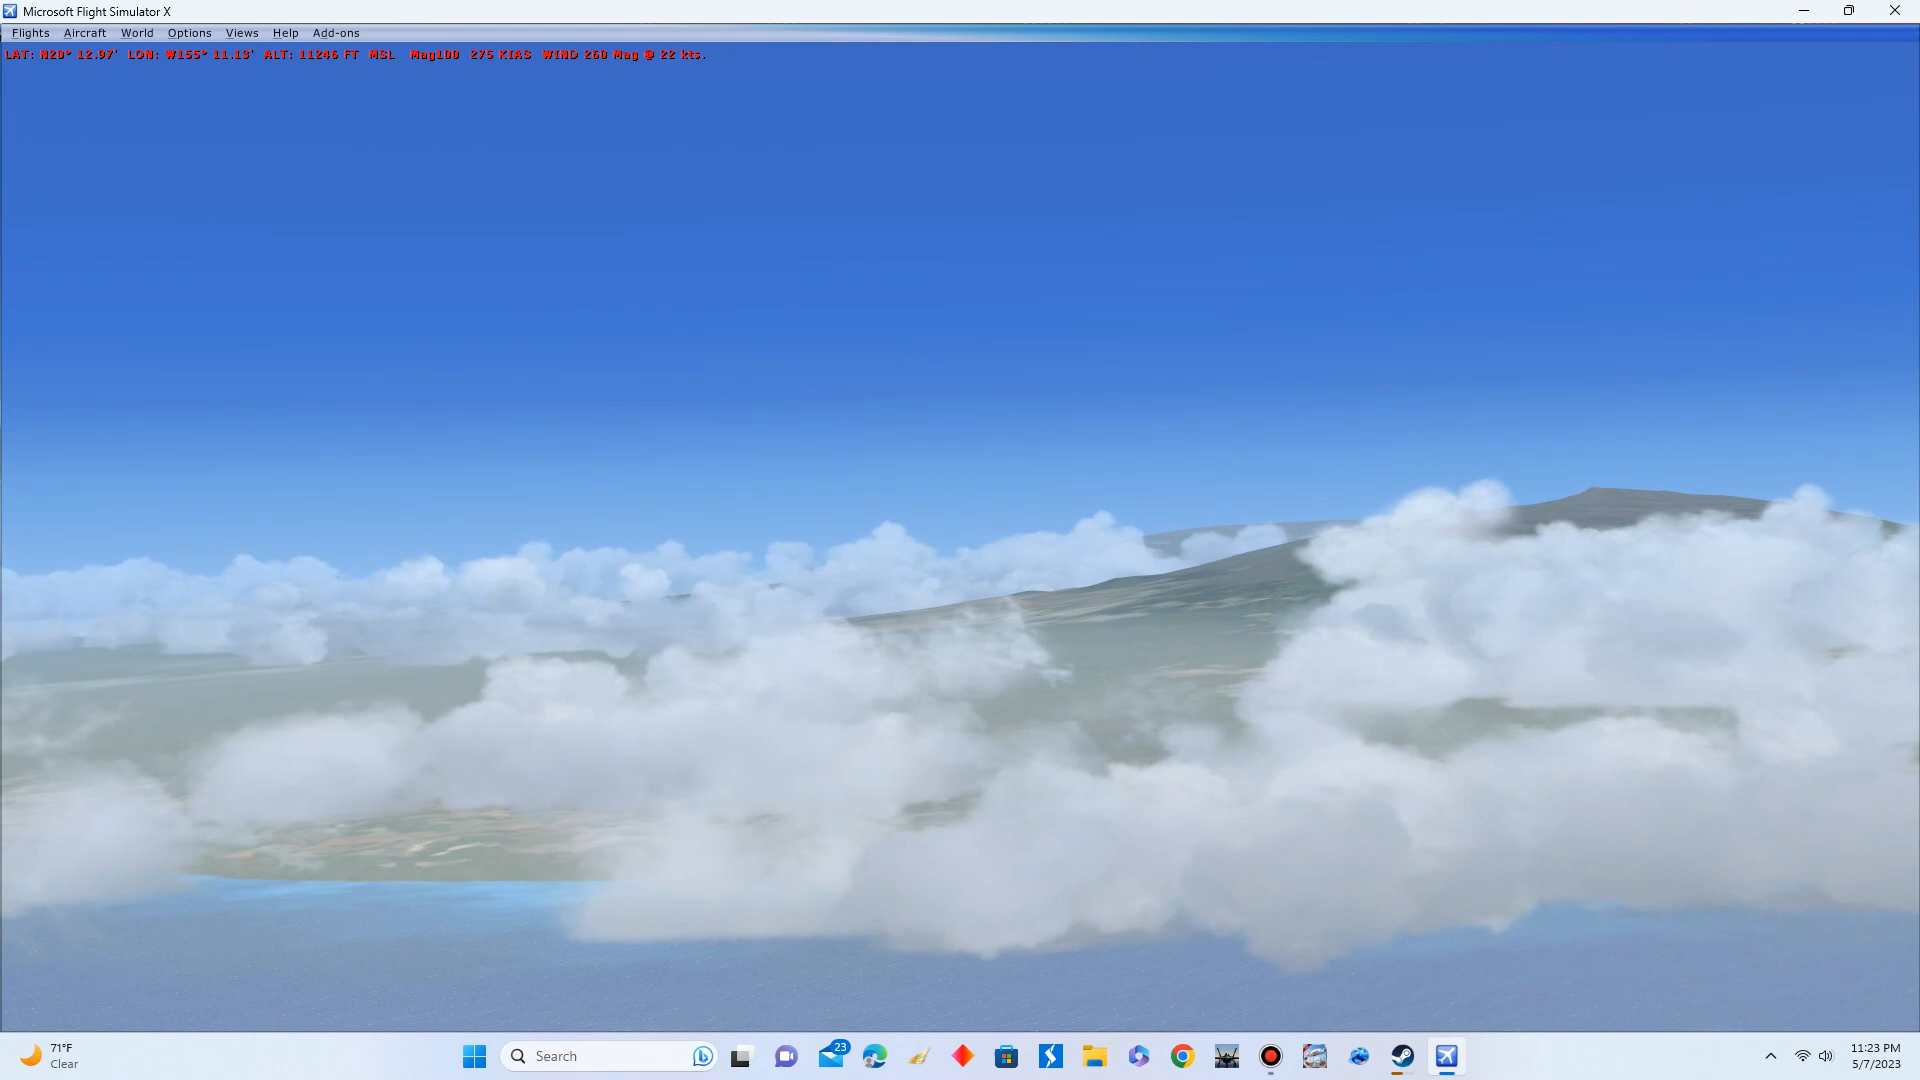 Microsoft Flight Simulator X
Flights Aircraft World Options Views Help Add-ons
LAT: N20° 12.97' LON: W155° 11.13' ALT: 11246 FT MSL Mag100 275 KIAS WIND 260 Mag @ 22 kts.
71°F
Clear
Search
23
11:23 PM
5/7/2023